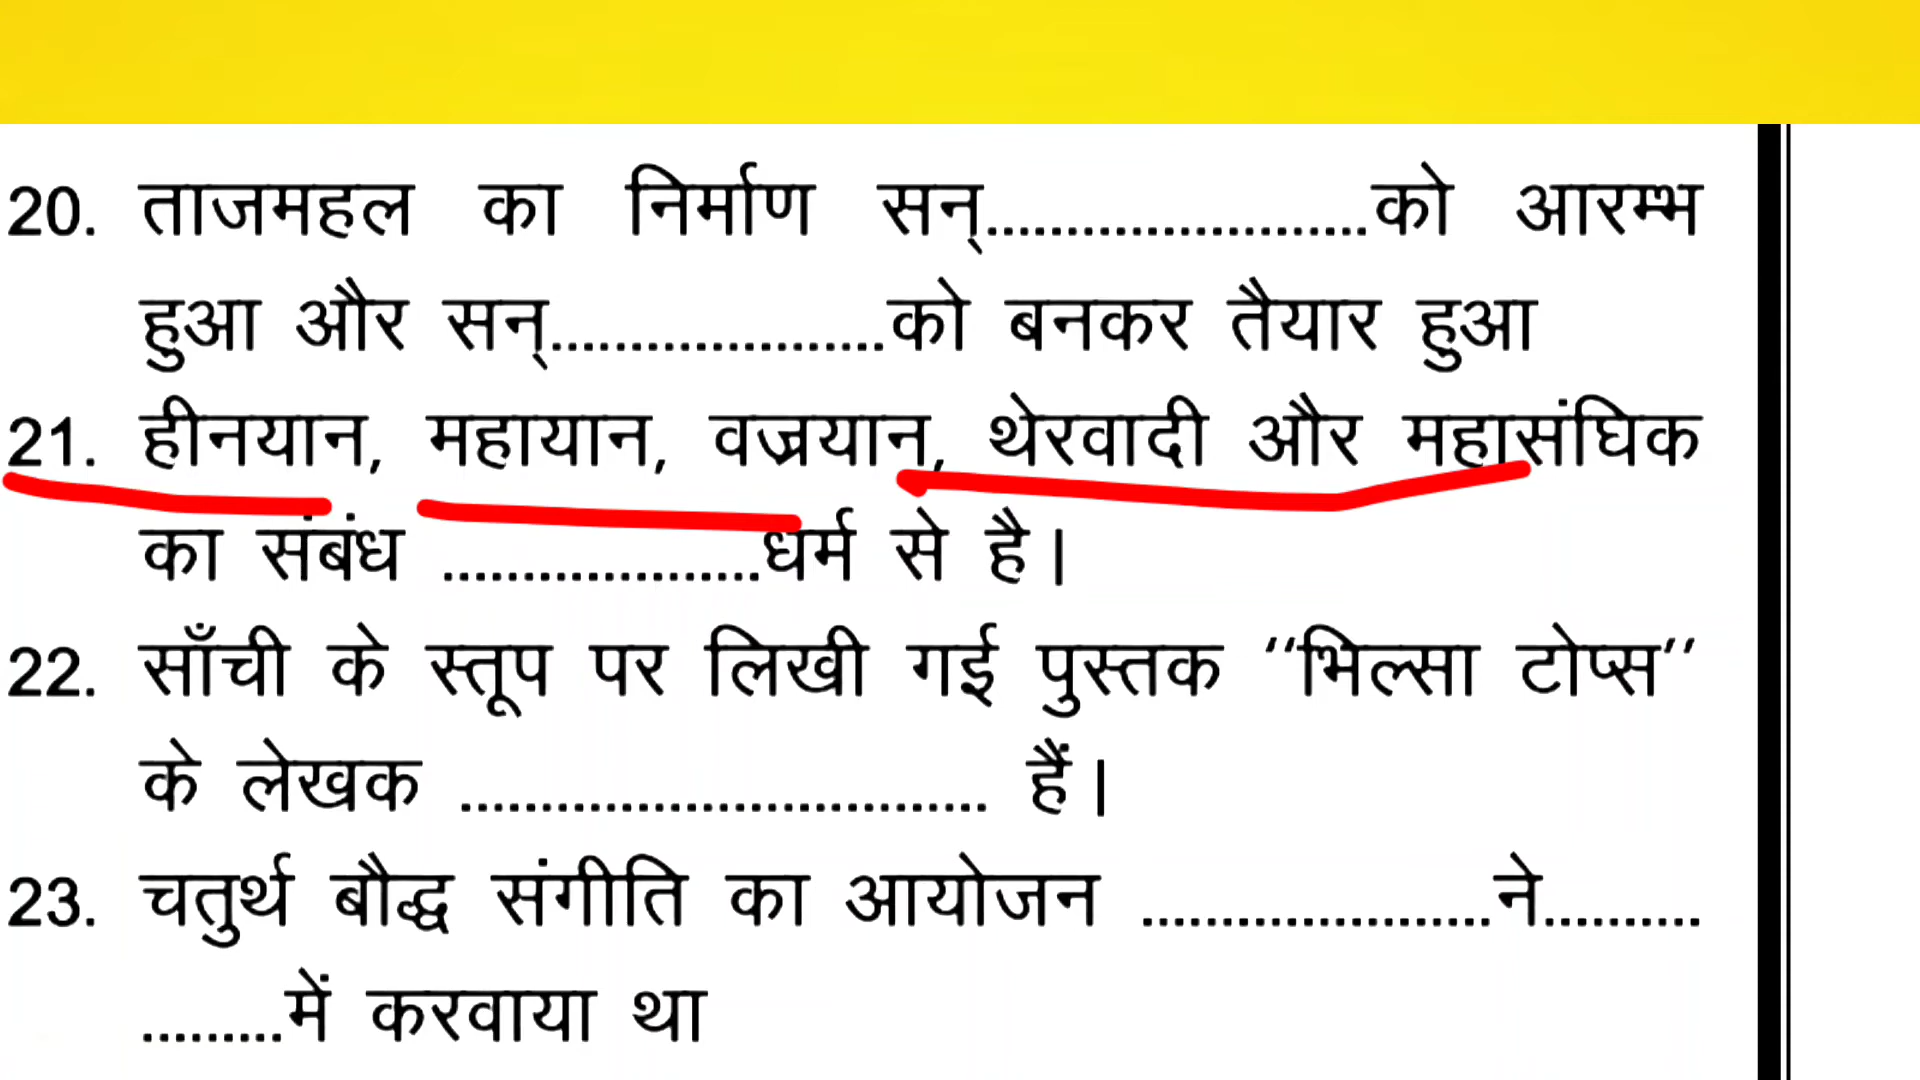 20. ताजमहल का निर्माण सन्........................को आरम्भ
हुआ और सन्.....................को बनकर तैयार हुआ
21. हीनयान, महायान, वज्रयान, थेरवादी और महासंघिक
का संबंध ....................धर्म से है।
22. साँची के स्तूप पर लिखी गई पुस्तक ‘‘भिल्सा टोप्स’’
के लेखक ................................. हैं।
23. चतुर्थ बौद्ध संगीति का आयोजन ......................ने..........
.........में करवाया था